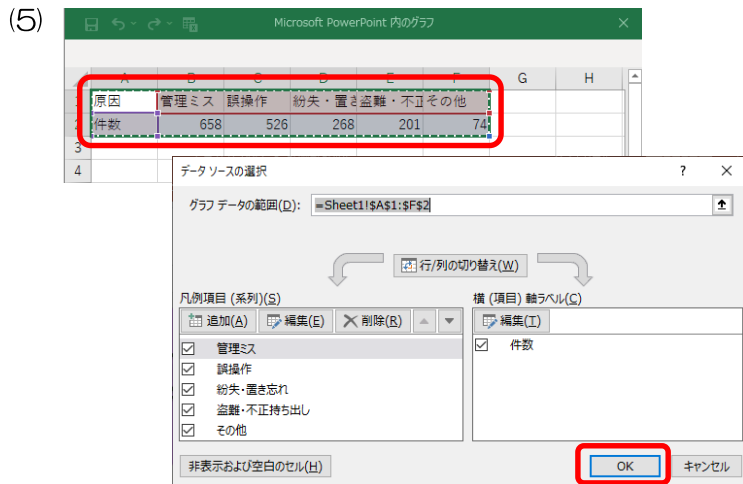 (5)
Microsoft PowerPoint 内のグラフ
A B C D E F G H
1 原因 管理ミス 誤操作 紛失・置き 盗難・不正 その他
2 件数 658 526 268 201 74
3
4
データ ソースの選択 ? ×
グラフ データの範囲(D): =Sheet1!$A$1:$F$2
行/列の切り替え(W)
凡例項目 (系列)(S) 横 (項目) 軸ラベル(C)
追加(A) 編集(E) 削除(R) 編集(T)
管理ミス 件数
誤操作
紛失・置き忘れ
盗難・不正持ち出し
その他
非表示および空白のセル(H) OK キャンセル